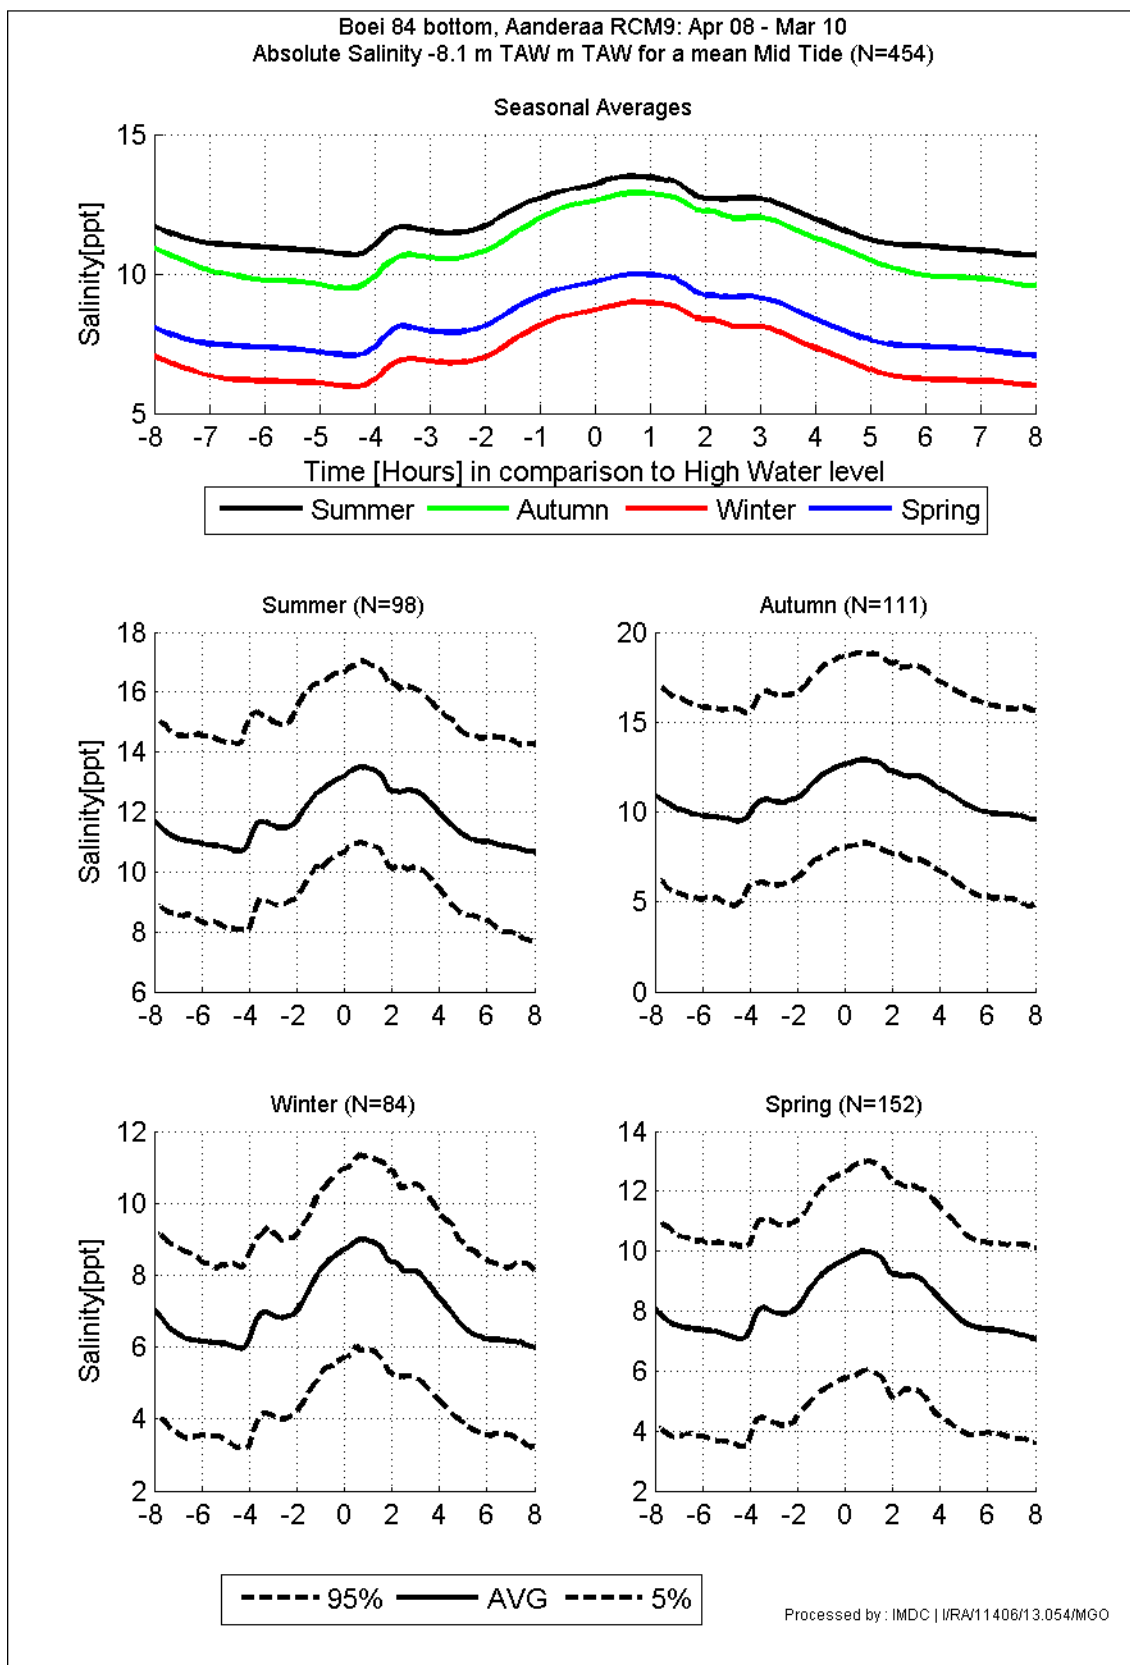 Boei 84 bottom, Aanderaa RCM9: Apr 08 - Mar 10
Absolute Salinity -8.1 m TAW m TAW for a mean Mid Tide (N=454)
Seasonal Averages
15
10
5
Salinity[ppt]
-8 -7 -6 -5 -4 -3 -2 -1 0 1 2 3 4 5 6 7 8
Time [Hours] in comparison to High Water level
Summer Autumn Winter Spring
Summer (N=98)
18
16
14
12
10
8
6
Salinity[ppt]
-8 -6 -4 -2 0 2 4 6 8
Autumn (N=111)
20
15
10
5
0
-8 -6 -4 -2 0 2 4 6 8
Winter (N=84)
12
10
8
6
4
2
Salinity[ppt]
-8 -6 -4 -2 0 2 4 6 8
Spring (N=152)
14
12
10
8
6
4
2
-8 -6 -4 -2 0 2 4 6 8
95% AVG 5%
Processed by : IMDC | I/RA/11406/13.054/MGO